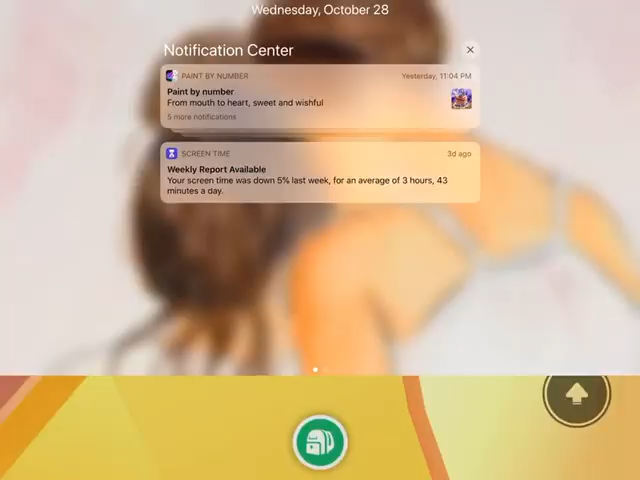 Wednesday, October 28
Notification Center
PAINT BY NUMBER
Yesterday, 11:04 PM
Paint by number
From mouth to heart, sweet and wishful
5 more notifications
SCREEN TIME
3d ago
Weekly Report Available
Your screen time was down 5% last week, for an average of 3 hours, 43
minutes a day.